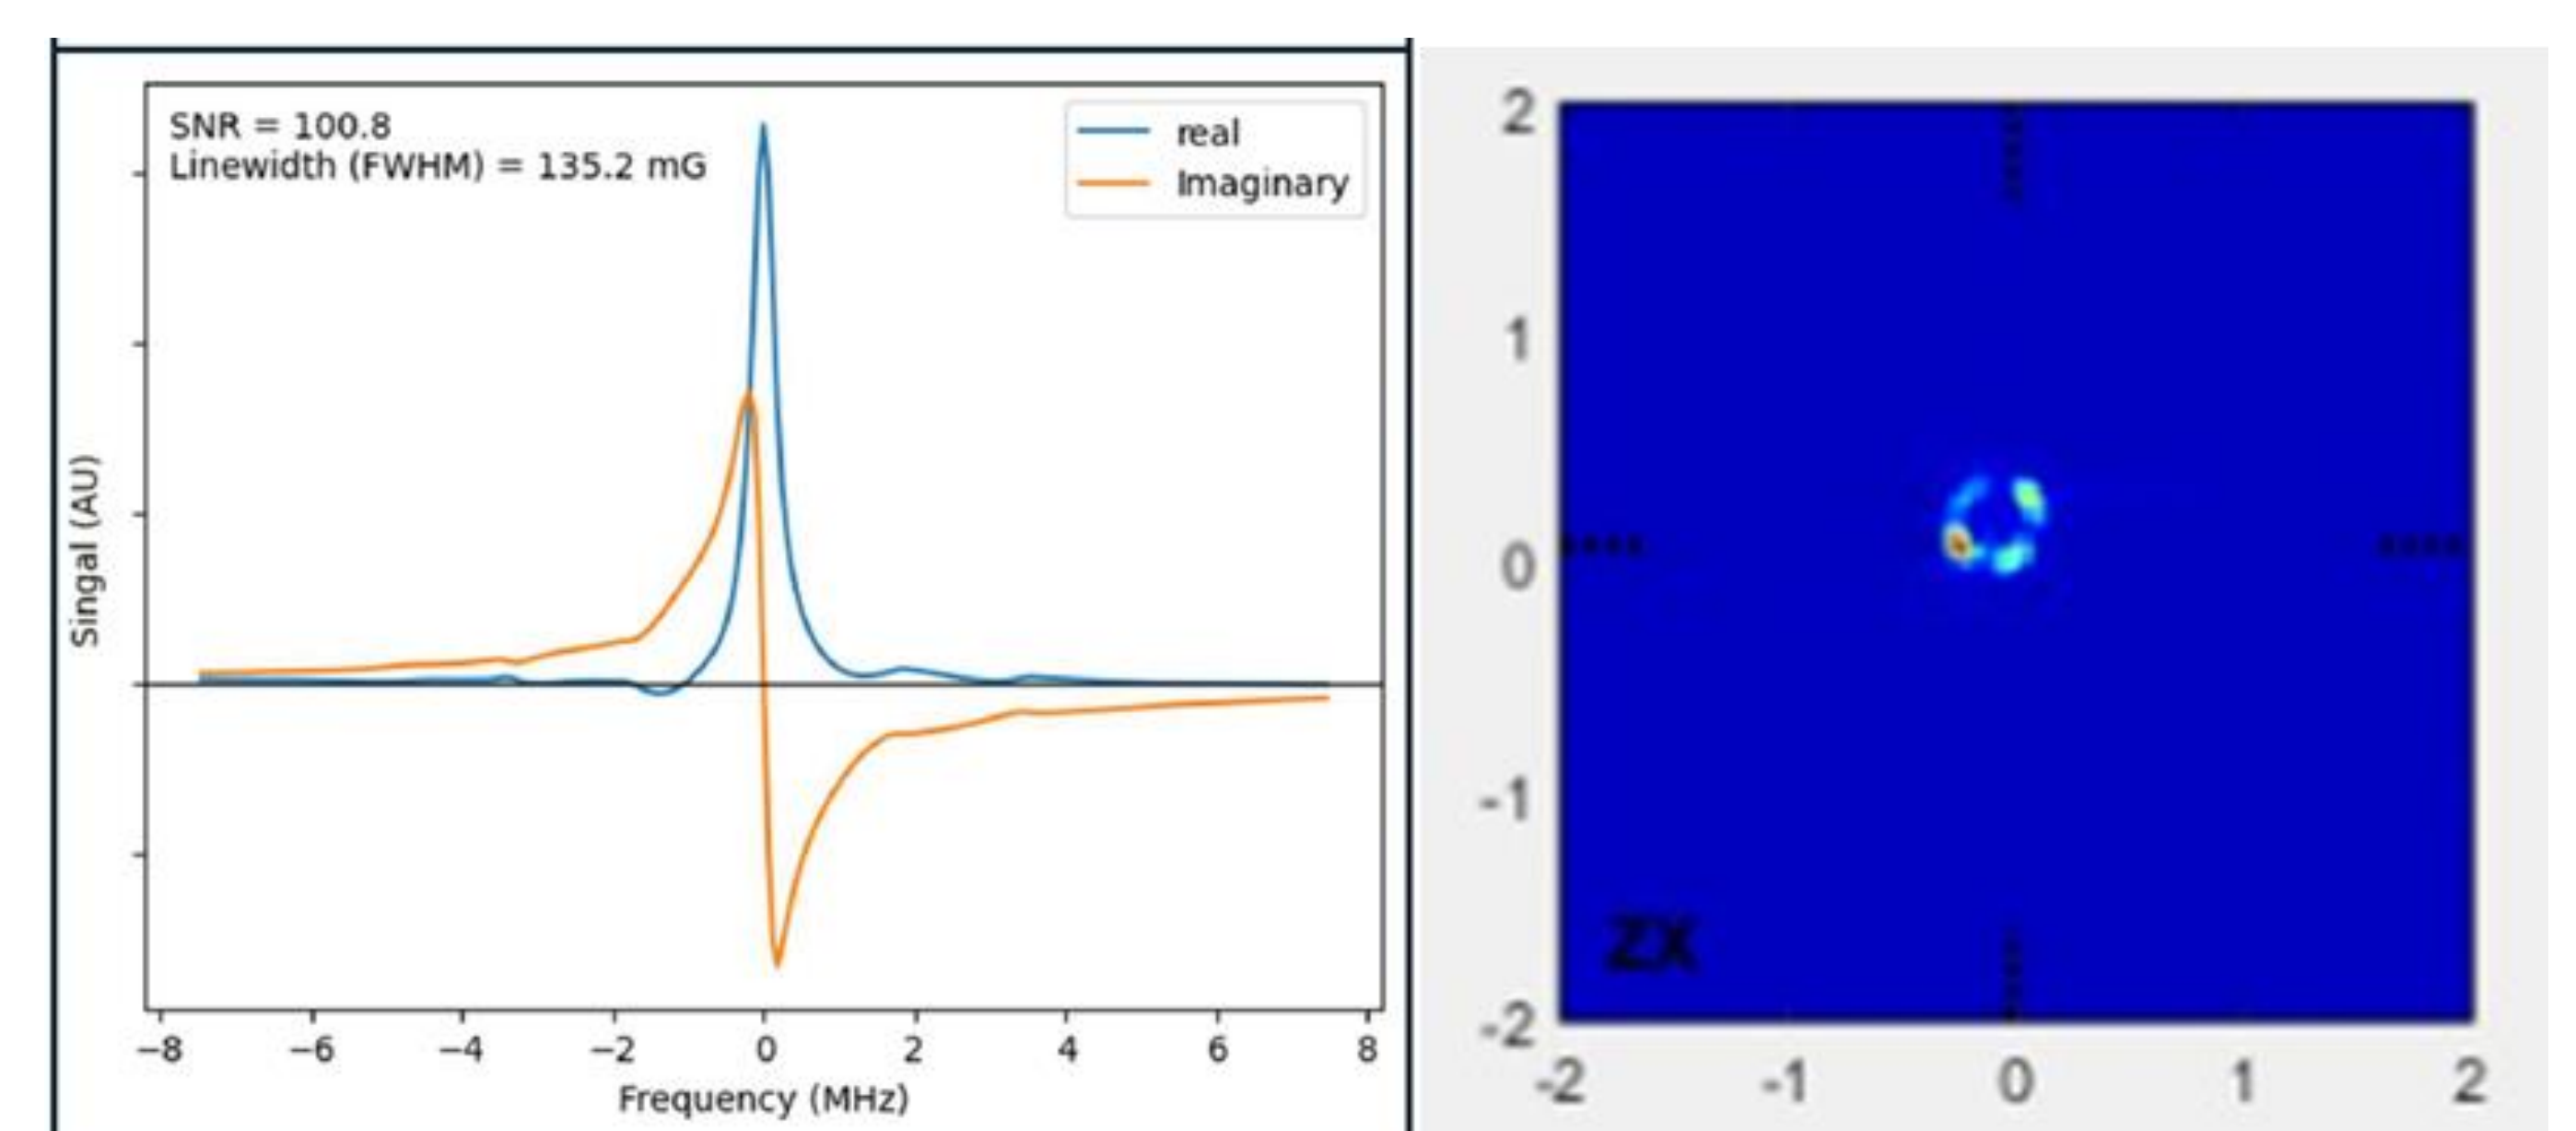 SNR = 100.8
Linewidth (FWHM) = 135.2 mG
real
Imaginary
Singal (AU)
−8 −6 −4 −2 0 2 4 6 8
Frequency (MHz)
2
1
0
-1
-2
ZX
-2 -1 0 1 2